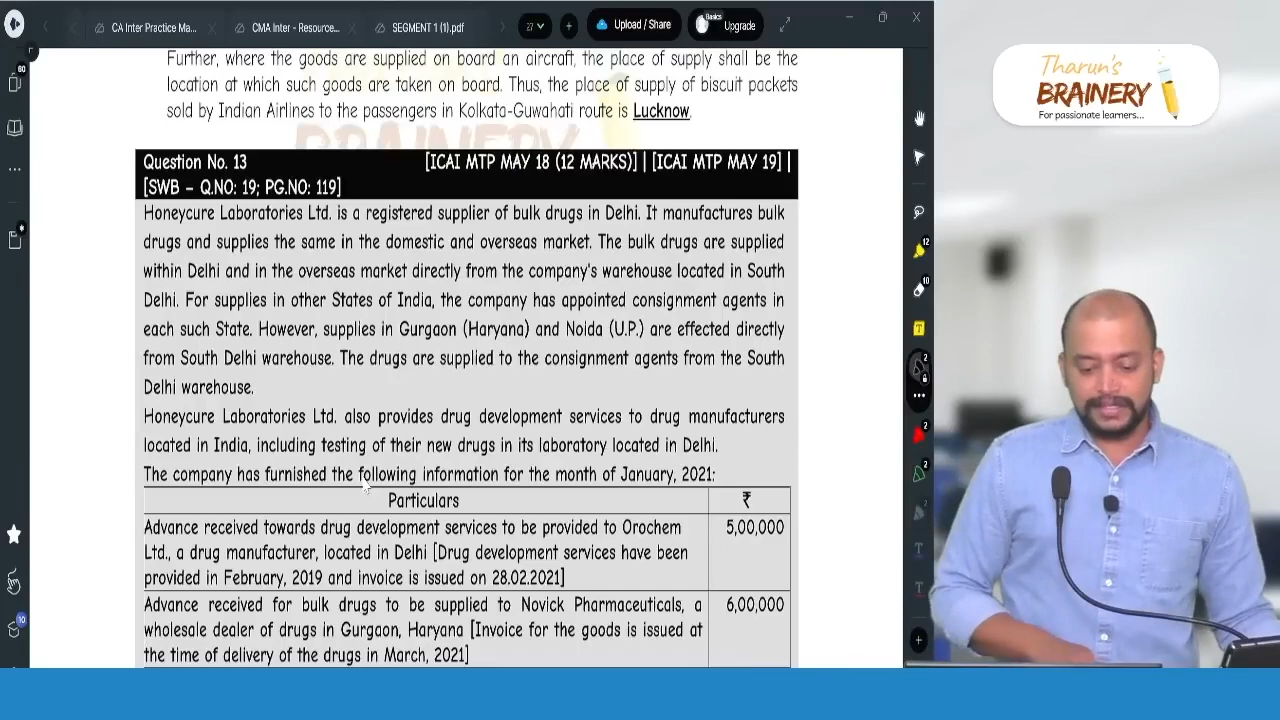 CA Inter Practice Ma...
CMA Inter - Resource...
SEGMENT 1 (1).pdf
27
Upload / Share
Basics
Upgrade
Further, where the goods are supplied on board an aircraft, the place of supply shall be the
location at which such goods are taken on board. Thus, the place of supply of biscuit packets
sold by Indian Airlines to the passengers in Kolkata-Guwahati route is Lucknow.
BRAINERY
Question No. 13 [ICAI MTP MAY 18 (12 MARKS)] | [ICAI MTP MAY 19] |
[SWB – Q.NO: 19; PG.NO: 119]
Honeycure Laboratories Ltd. is a registered supplier of bulk drugs in Delhi. It manufactures bulk
drugs and supplies the same in the domestic and overseas market. The bulk drugs are supplied
within Delhi and in the overseas market directly from the company's warehouse located in South
Delhi. For supplies in other States of India, the company has appointed consignment agents in
each such State. However, supplies in Gurgaon (Haryana) and Noida (U.P.) are effected directly
from South Delhi warehouse. The drugs are supplied to the consignment agents from the South
Delhi warehouse.
Honeycure Laboratories Ltd. also provides drug development services to drug manufacturers
located in India, including testing of their new drugs in its laboratory located in Delhi.
The company has furnished the following information for the month of January, 2021:
Particulars ₹
Advance received towards drug development services to be provided to Orochem 5,00,000
Ltd., a drug manufacturer, located in Delhi [Drug development services have been
provided in February, 2019 and invoice is issued on 28.02.2021]
Advance received for bulk drugs to be supplied to Novick Pharmaceuticals, a 6,00,000
wholesale dealer of drugs in Gurgaon, Haryana [Invoice for the goods is issued at
the time of delivery of the drugs in March, 2021]
Tharun's
BRAINERY
For passionate learners...
60
10
12
10
2
2
2